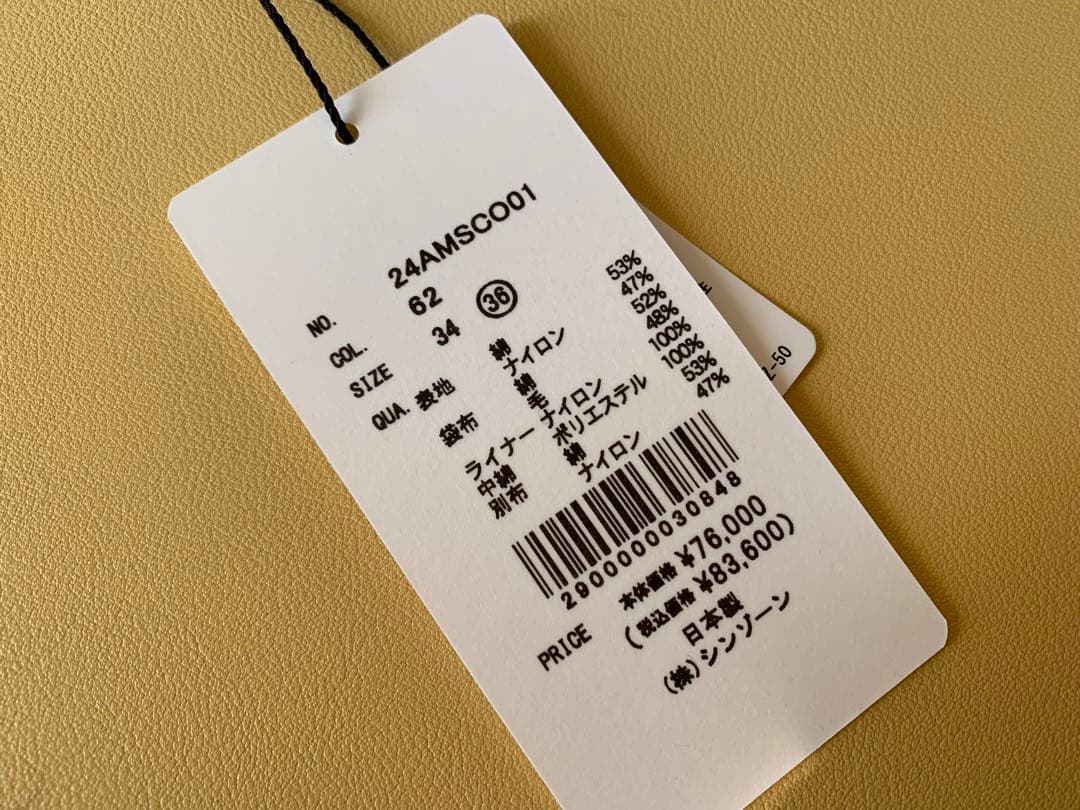 NO. 24AMSCO01
COL. 62
SIZE 34 36
QUA. 表地 綿 53%
ナイロン 47%
袋布 綿 52%
毛 48%
ライナー ナイロン 100%
中綿 ポリエステル 100%
別布 綿 53%
ナイロン 47%
2900000030848
PRICE 本体価格 ¥76,000
(税込価格 ¥83,600)
日本製
(株)シンゾーン
-50